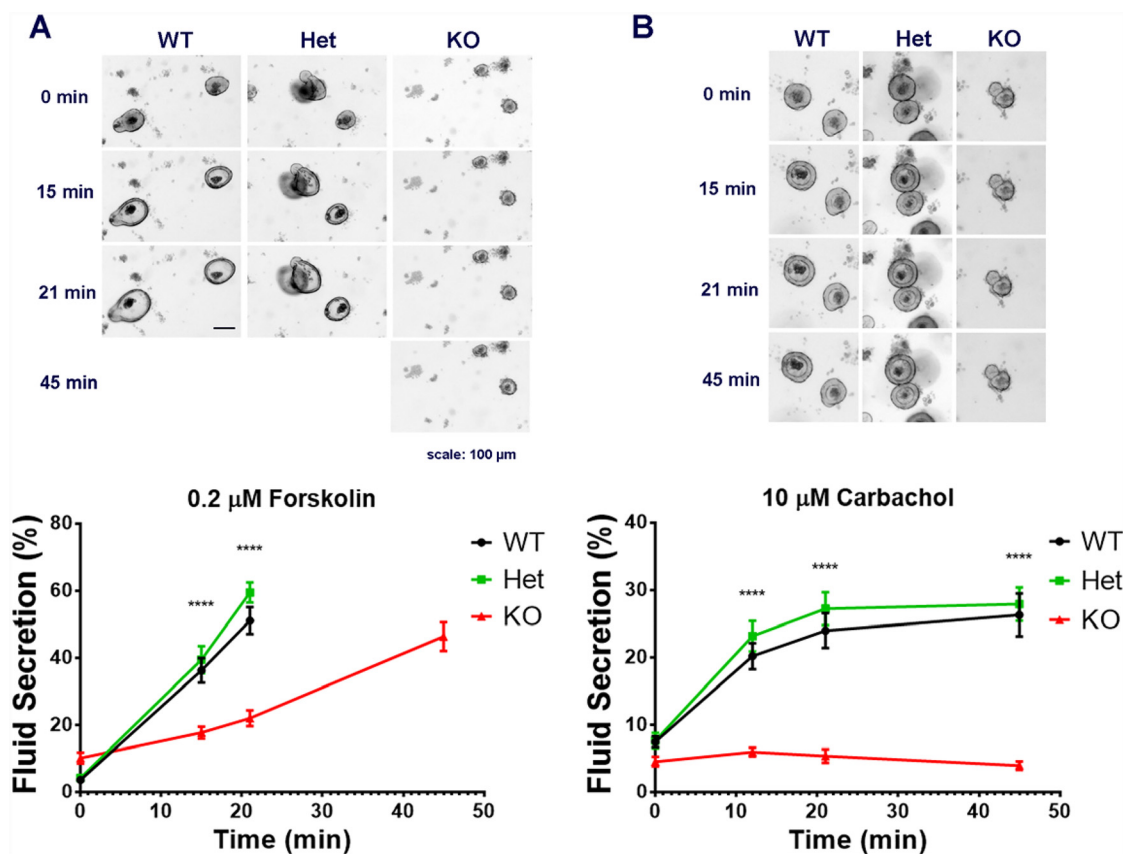 A
WT Het KO
0 min
15 min
21 min
45 min
scale: 100 µm
B
WT Het KO
0 min
15 min
21 min
45 min
0.2 µM Forskolin
Fluid Secretion (%)
80
60
40
20
0
0 10 20 30 40 50
Time (min)
**** ****
WT
Het
KO
10 µM Carbachol
Fluid Secretion (%)
40
30
20
10
0
0 10 20 30 40 50
Time (min)
**** **** ****
WT
Het
KO